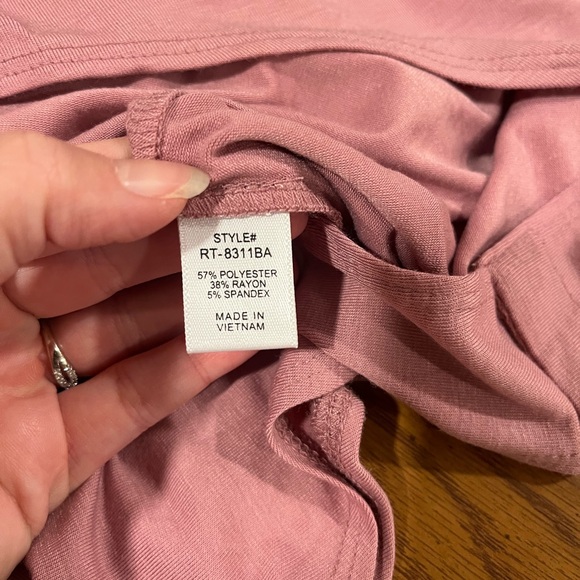 STYLE#
RT-8311BA
57% POLYESTER
38% RAYON
5% SPANDEX
MADE IN
VIETNAM